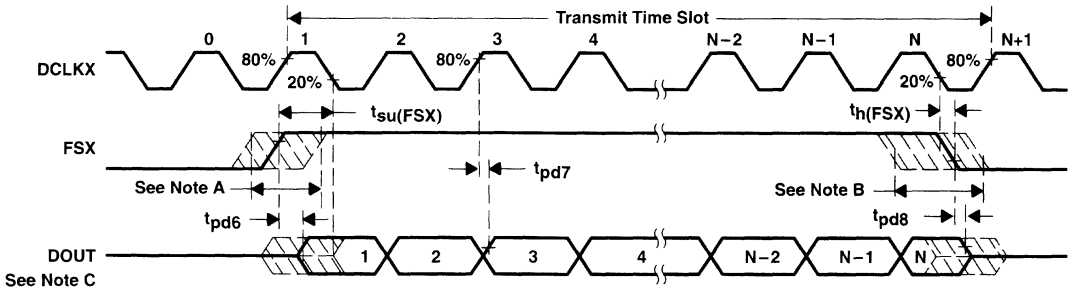 Transmit Time Slot
0 1 2 3 4 N−2 N−1 N N+1
DCLKX 80% 20% 80% 20% 80%
tsu(FSX) th(FSX)
FSX
See Note A tpd7 See Note B
tpd6 tpd8
DOUT 1 2 3 4 N−2 N−1 N
See Note C